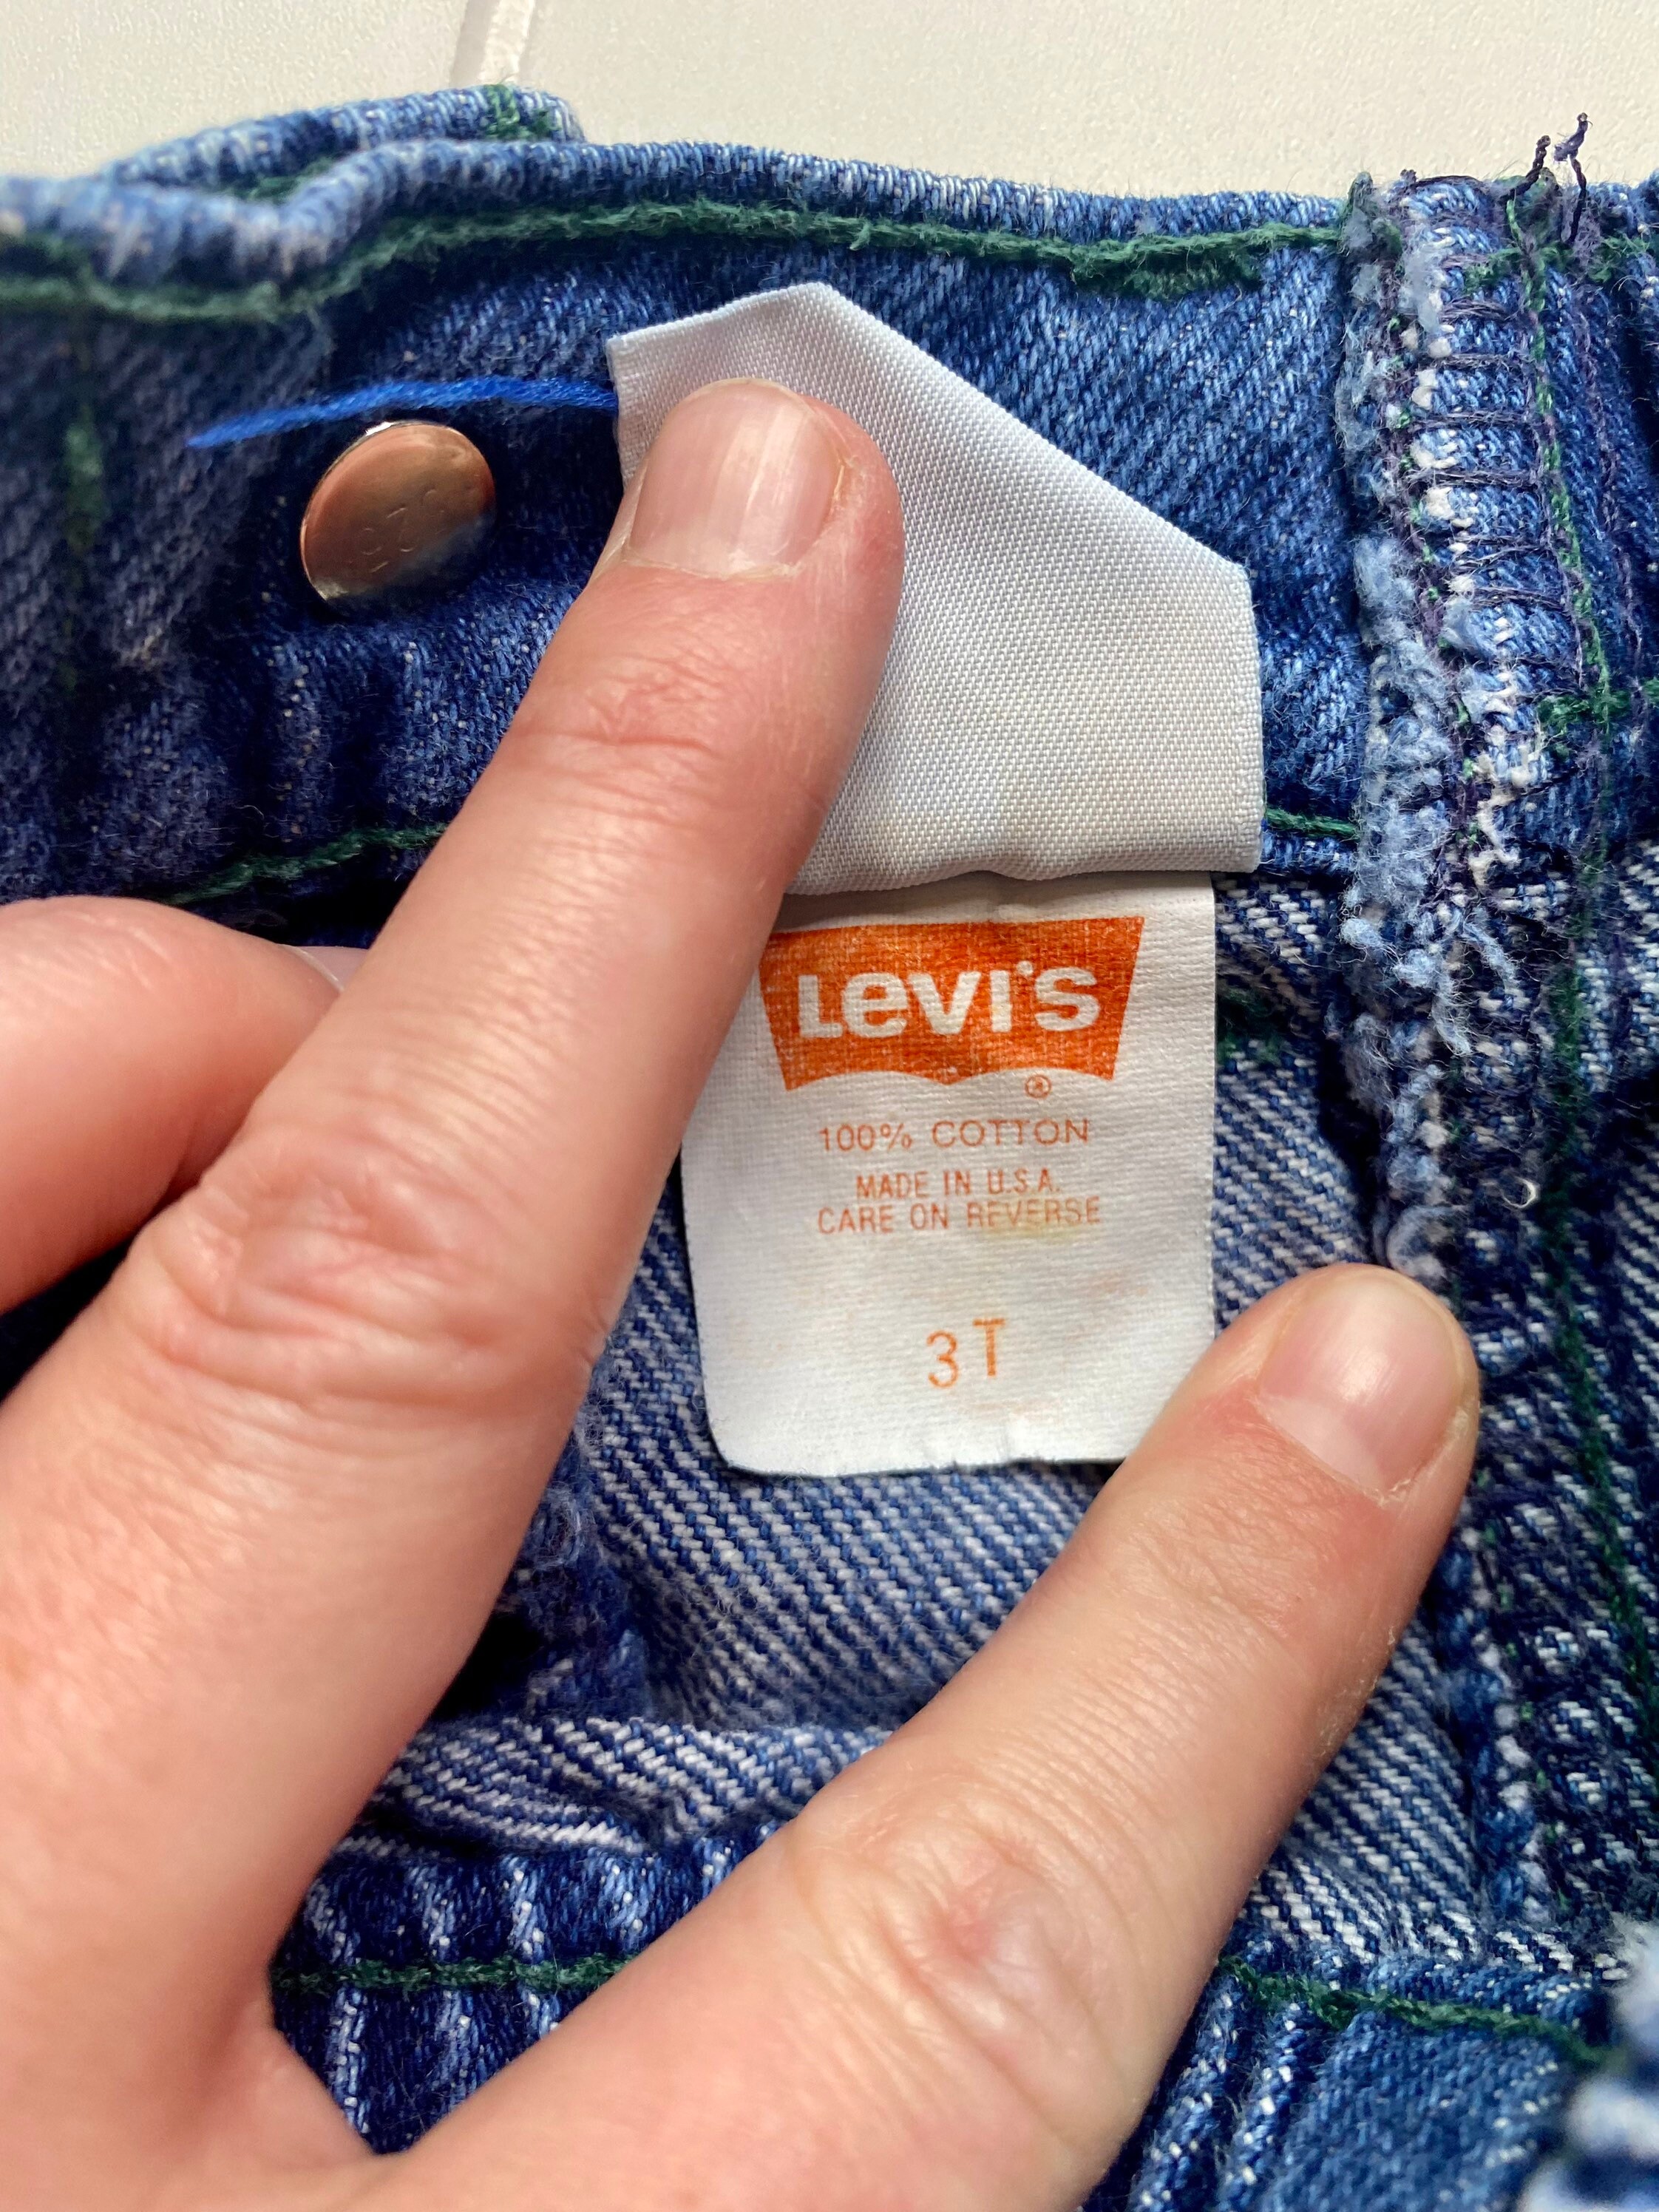 Levi's
®
100% COTTON
MADE IN U.S.A.
CARE ON REVERSE
3T